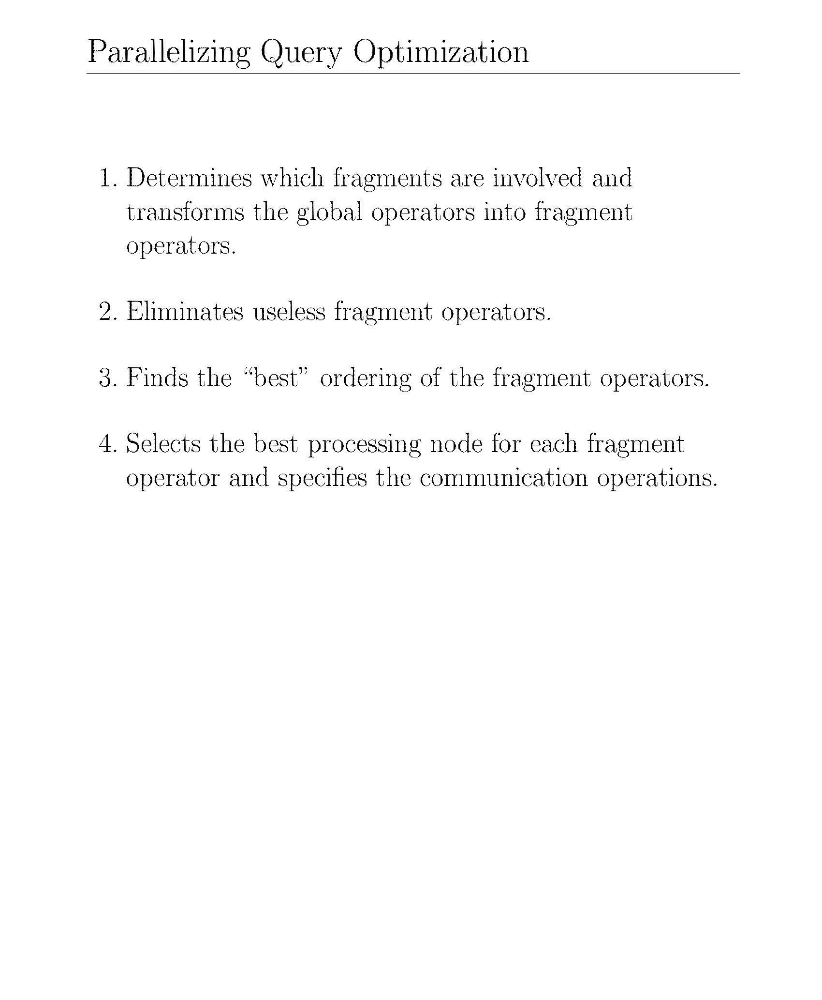 Parallelizing Query Optimization
1. Determines which fragments are involved and
transforms the global operators into fragment
operators.
2. Eliminates useless fragment operators.
3. Finds the “best” ordering of the fragment operators.
4. Selects the best processing node for each fragment
operator and specifies the communication operations.